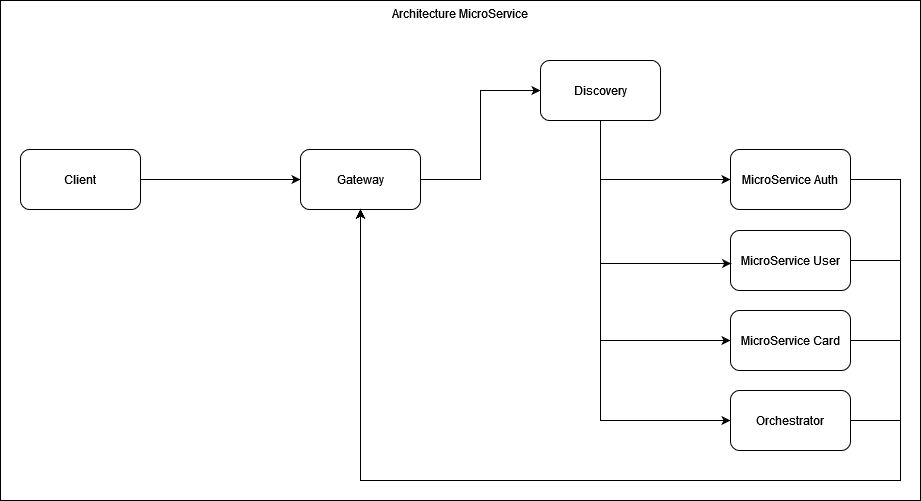 Architecture MicroService
Discovery
Client
Gateway
MicroService Auth
MicroService User
MicroService Card
Orchestrator